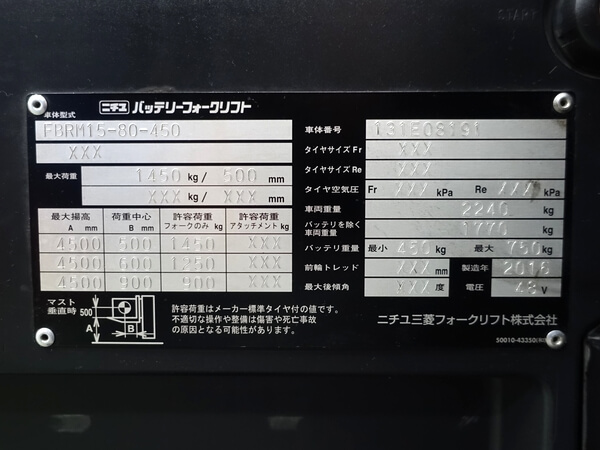 START
ニチユ バッテリーフォークリフト
車体型式
FBRM15-80-450
XXX
最大荷重 1450 kg / 500 mm
XXX kg / XXX mm
最大揚高 A mm 荷重中心 B mm 許容荷重 フォークのみ kg 許容荷重 アタッチメント kg
4500 500 1450 XXX
4500 600 1250 XXX
4500 900 900 XXX
マスト垂直時 500 A B
許容荷重はメーカー標準タイヤ付の値です。
不適切な操作や整備は傷害や死亡事故
の原因となる可能性があります。
車体番号 131E08191
タイヤサイズ Fr XXX
タイヤサイズ Re XXX
タイヤ空気圧 Fr XXX kPa Re XXX kPa
車両重量 2240 kg
バッテリを除く車両重量 1770 kg
バッテリ重量 最小 450 kg 最大 750 kg
前輪トレッド XXX mm 製造年 2016
最大後傾角 XXX 度 電圧 48 V
ニチユ三菱フォークリフト株式会社